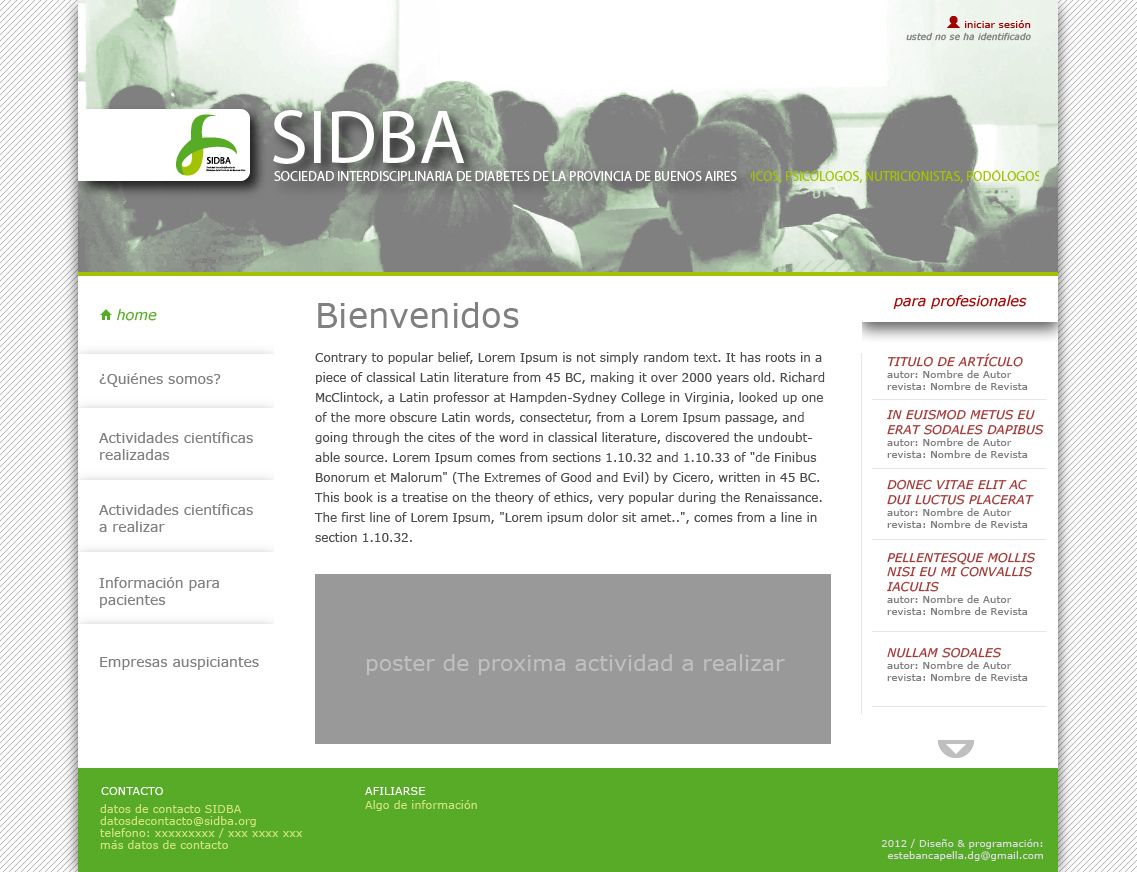 iniciar sesión
usted no se ha identificado
SIDBA
SIDBA
SOCIEDAD INTERDISCIPLINARIA DE DIABETES DE LA PROVINCIA DE BUENOS AIRES
PSICÓLOGOS, NUTRICIONISTAS, PODÓLOGOS
home
¿Quiénes somos?
Actividades científicas
realizadas
Actividades científicas
a realizar
Información para
pacientes
Empresas auspiciantes
Bienvenidos
Contrary to popular belief, Lorem Ipsum is not simply random text. It has roots in a
piece of classical Latin literature from 45 BC, making it over 2000 years old. Richard
McClintock, a Latin professor at Hampden-Sydney College in Virginia, looked up one
of the more obscure Latin words, consectetur, from a Lorem Ipsum passage, and
going through the cites of the word in classical literature, discovered the undoubt-
able source. Lorem Ipsum comes from sections 1.10.32 and 1.10.33 of "de Finibus
Bonorum et Malorum" (The Extremes of Good and Evil) by Cicero, written in 45 BC.
This book is a treatise on the theory of ethics, very popular during the Renaissance.
The first line of Lorem Ipsum, "Lorem ipsum dolor sit amet..", comes from a line in
section 1.10.32.
poster de proxima actividad a realizar
para profesionales
TITULO DE ARTÍCULO
autor: Nombre de Autor
revista: Nombre de Revista
IN EUISMOD METUS EU
ERAT SODALES DAPIBUS
autor: Nombre de Autor
revista: Nombre de Revista
DONEC VITAE ELIT AC
DUI LUCTUS PLACERAT
autor: Nombre de Autor
revista: Nombre de Revista
PELLENTESQUE MOLLIS
NISI EU MI CONVALLIS
IACULIS
autor: Nombre de Autor
revista: Nombre de Revista
NULLAM SODALES
autor: Nombre de Autor
revista: Nombre de Revista
CONTACTO
datos de contacto SIDBA
datosdecontacto@sidba.org
telefono: xxxxxxxxx / xxx xxxx xxx
más datos de contacto
AFILIARSE
Algo de información
2012 / Diseño & programación:
estebancapella.dg@gmail.com